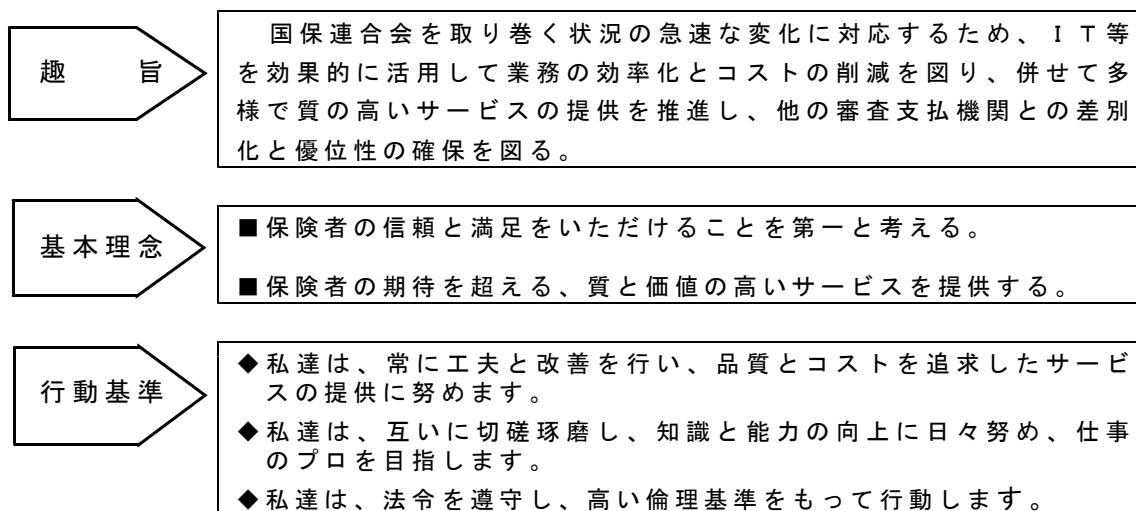 趣　旨
国保連合会を取り巻く状況の急速な変化に対応するため、ＩＴ等
を効果的に活用して業務の効率化とコストの削減を図り、併せて多
様で質の高いサービスの提供を推進し、他の審査支払機関との差別
化と優位性の確保を図る。
基本理念
■保険者の信頼と満足をいただけることを第一と考える。
■保険者の期待を超える、質と価値の高いサービスを提供する。
行動基準
◆私達は、常に工夫と改善を行い、品質とコストを追求したサービ
スの提供に努めます。
◆私達は、互いに切磋琢磨し、知識と能力の向上に日々努め、仕事
のプロを目指します。
◆私達は、法令を遵守し、高い倫理基準をもって行動します。